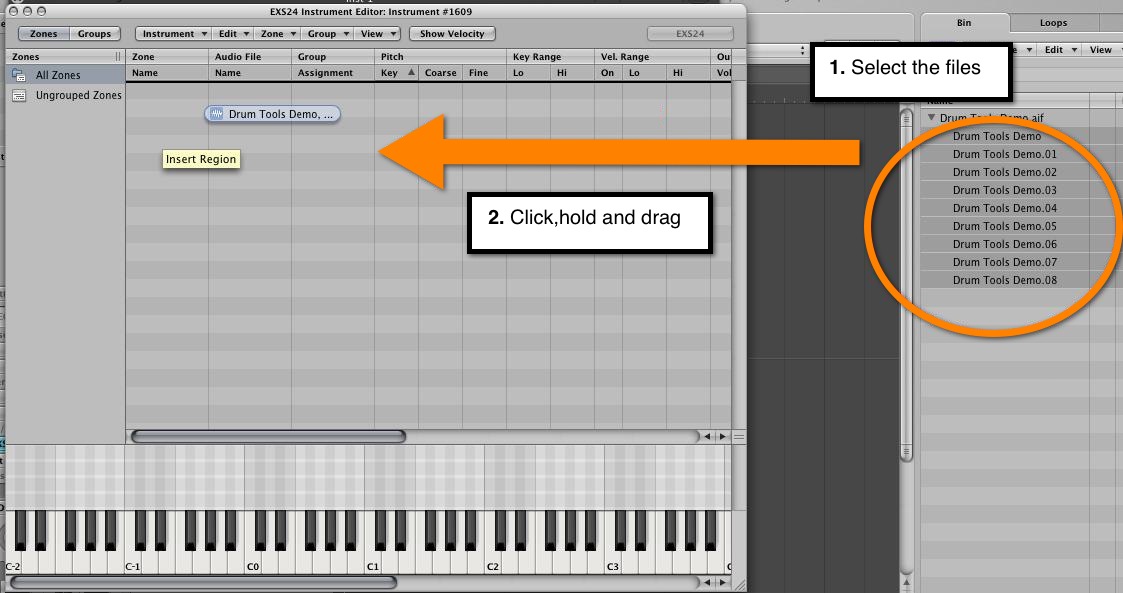 EXS24 Instrument Editor: Instrument #1609
Zones Groups Instrument Edit Zone Group View Show Velocity EXS24
Zones
All Zones
Ungrouped Zones
Zone Audio File Group Pitch Key Range Vel. Range Ou
Name Name Assignment Key Coarse Fine Lo Hi On Lo Hi Vol
Drum Tools Demo, ...
Insert Region
2. Click,hold and drag
C-2 C-1 C0 C1 C2 C3
Bin Loops
Edit View
1. Select the files
Name
Drum Tools Demo.aif
Drum Tools Demo
Drum Tools Demo.01
Drum Tools Demo.02
Drum Tools Demo.03
Drum Tools Demo.04
Drum Tools Demo.05
Drum Tools Demo.06
Drum Tools Demo.07
Drum Tools Demo.08